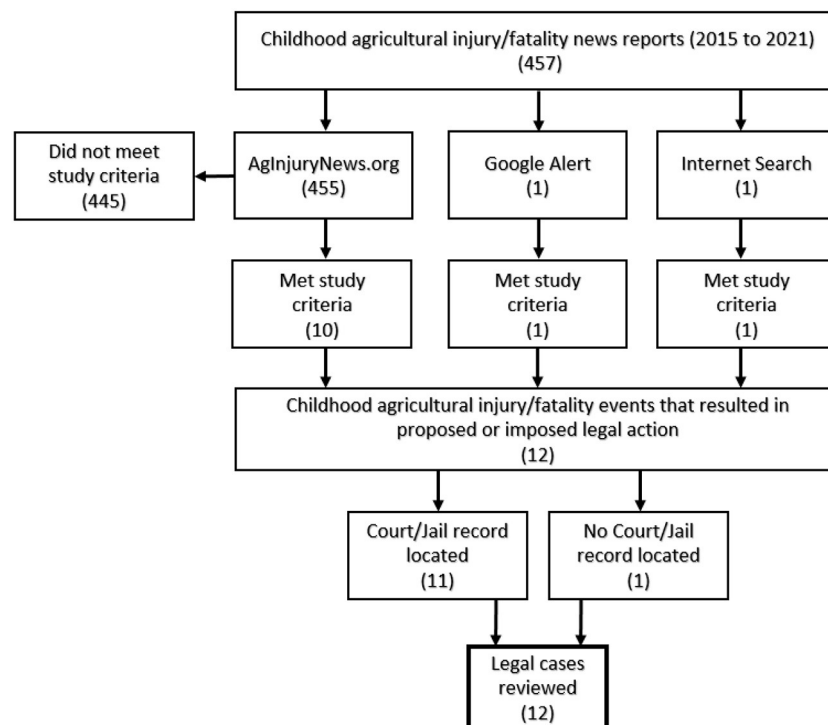 Childhood agricultural injury/fatality news reports (2015 to 2021)
(457)
Did not meet
study criteria
(445)
AgInjuryNews.org
(455)
Google Alert
(1)
Internet Search
(1)
Met study
criteria
(10)
Met study
criteria
(1)
Met study
criteria
(1)
Childhood agricultural injury/fatality events that resulted in
proposed or imposed legal action
(12)
Court/Jail record
located
(11)
No Court/Jail
record located
(1)
Legal cases
reviewed
(12)